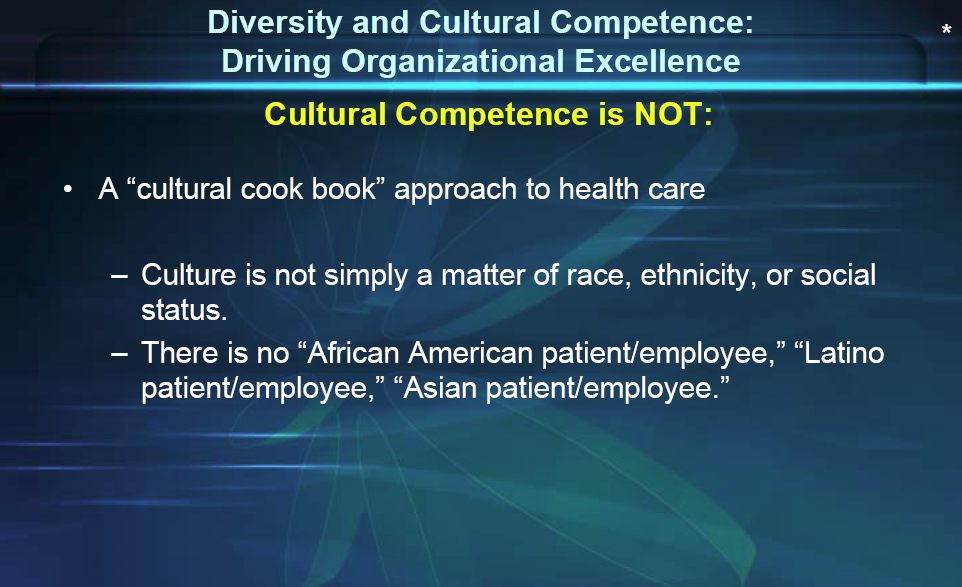 Diversity and Cultural Competence:
*
Driving Organizational Excellence
Cultural Competence is NOT:
• A “cultural cook book” approach to health care
– Culture is not simply a matter of race, ethnicity, or social
status.
– There is no “African American patient/employee,” “Latino
patient/employee,” “Asian patient/employee.”